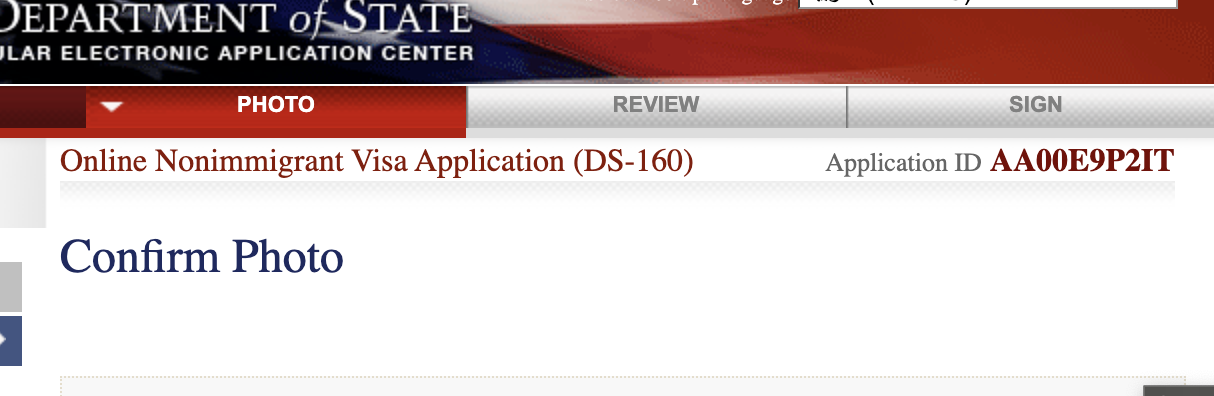 DEPARTMENT of STATE
ULAR ELECTRONIC APPLICATION CENTER
PHOTO
REVIEW
SIGN
Online Nonimmigrant Visa Application (DS-160)
Application ID AA00E9P2IT
Confirm Photo